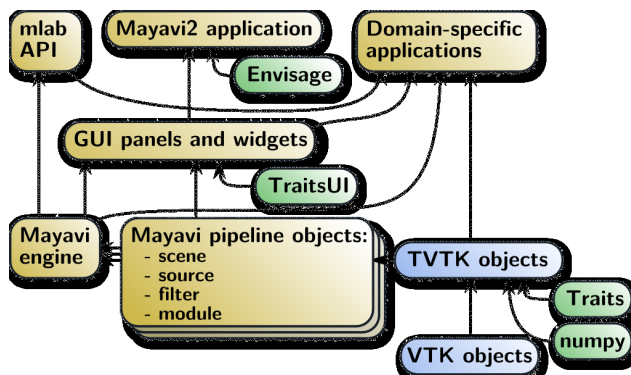 mlab
API
Mayavi2 application
Domain-specific
applications
Envisage
GUI panels and widgets
TraitsUI
Mayavi
engine
Mayavi pipeline objects:
- scene
- source
- filter
- module
TVTK objects
Traits
numpy
VTK objects